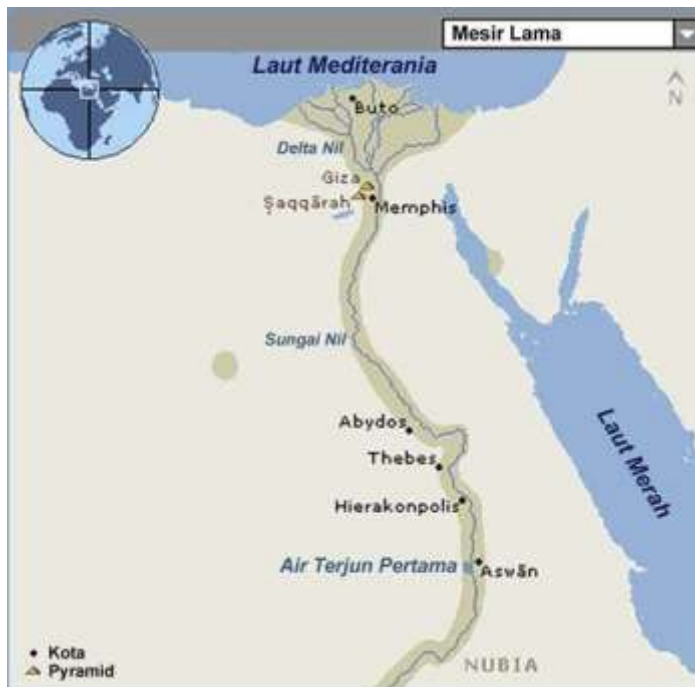 Mesir Lama
Laut Mediterania
N
Buto
Delta Nil
Giza
Ṣaqqārah
Memphis
Sungai Nil
Abydos
Thebes
Hierakonpolis
Laut Merah
Air Terjun Pertama
Aswān
NUBIA
Kota
Pyramid